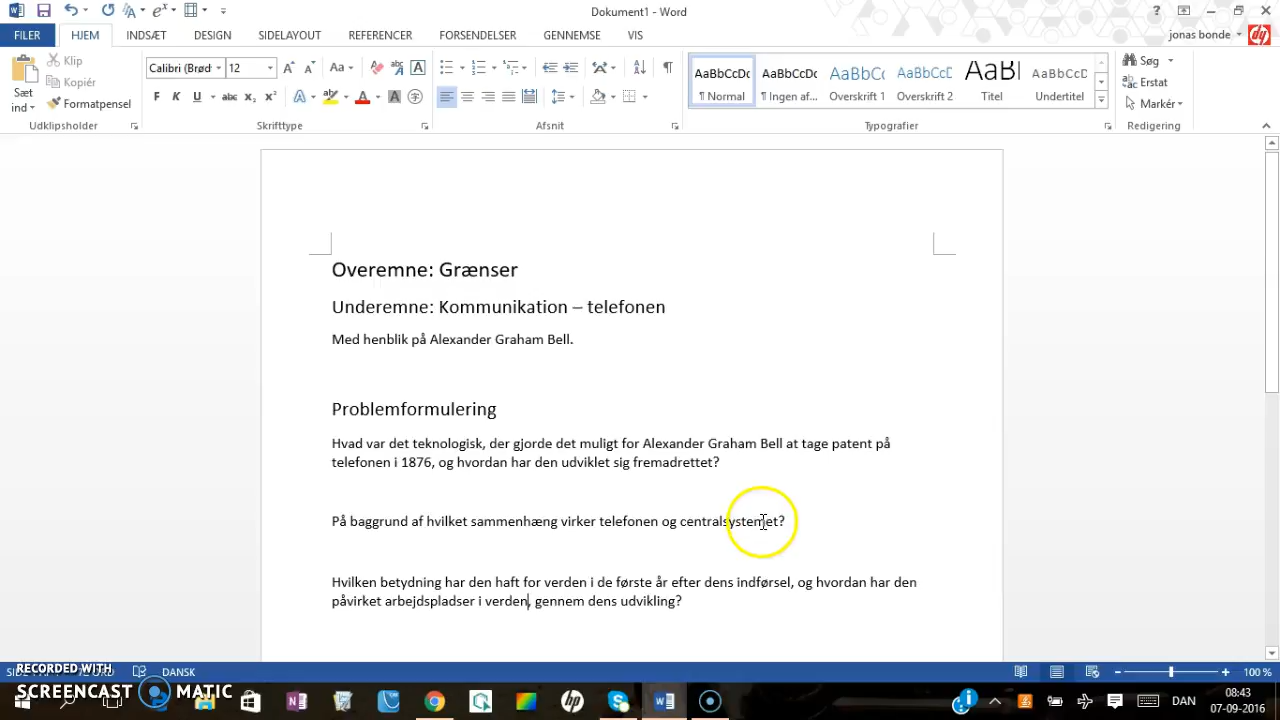 Dokument1 - Word
FILER HJEM INDSÆT DESIGN SIDELAYOUT REFERENCER FORSENDELSER GENNEMSE VIS jonas bonde
Sæt ind
Klip
Kopiér
Formatpensel
Udklipsholder
Calibri (Brød 12
Skrifttype
Afsnit
AaBbCcDc AaBbCcDc AaBbCc AaBbCcD AaB AaBbCcD
¶ Normal ¶ Ingen af... Overskrift 1 Overskrift 2 Titel Undertitel
Typografier
Søg
Erstat
Markér
Redigering
Overemne: Grænser
Underemne: Kommunikation – telefonen
Med henblik på Alexander Graham Bell.
Problemformulering
Hvad var det teknologisk, der gjorde det muligt for Alexander Graham Bell at tage patent på
telefonen i 1876, og hvordan har den udviklet sig fremadrettet?
På baggrund af hvilket sammenhæng virker telefonen og centralsystemet?
Hvilken betydning har den haft for verden i de første år efter dens indførsel, og hvordan har den
påvirket arbejdspladser i verden, gennem dens udvikling?
DANSK
100 %
RECORDED WITH
SCREENCAST MATIC
DAN
08:43
07-09-2016